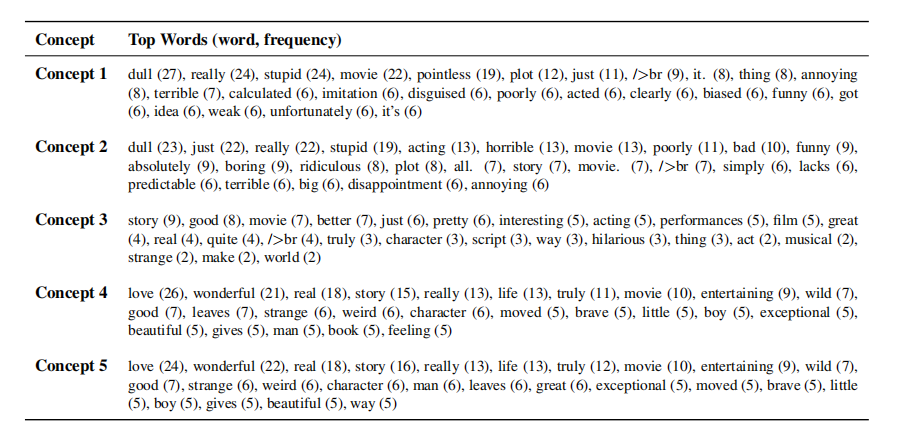 Concept Top Words (word, frequency)
Concept 1 dull (27), really (24), stupid (24), movie (22), pointless (19), plot (12), just (11), />br (9), it. (8), thing (8), annoying
(8), terrible (7), calculated (6), imitation (6), disguised (6), poorly (6), acted (6), clearly (6), biased (6), funny (6), got
(6), idea (6), weak (6), unfortunately (6), it's (6)
Concept 2 dull (23), just (22), really (22), stupid (19), acting (13), horrible (13), movie (13), poorly (11), bad (10), funny (9),
absolutely (9), boring (9), ridiculous (8), plot (8), all. (7), story (7), movie. (7), />br (7), simply (6), lacks (6),
predictable (6), terrible (6), big (6), disappointment (6), annoying (6)
Concept 3 story (9), good (8), movie (7), better (7), just (6), pretty (6), interesting (5), acting (5), performances (5), film (5), great
(4), real (4), quite (4), />br (4), truly (3), character (3), script (3), way (3), hilarious (3), thing (3), act (2), musical (2),
strange (2), make (2), world (2)
Concept 4 love (26), wonderful (21), real (18), story (15), really (13), life (13), truly (11), movie (10), entertaining (9), wild (7),
good (7), leaves (7), strange (6), weird (6), character (6), moved (5), brave (5), little (5), boy (5), exceptional (5),
beautiful (5), gives (5), man (5), book (5), feeling (5)
Concept 5 love (24), wonderful (22), real (18), story (16), really (13), life (13), truly (12), movie (10), entertaining (9), wild (7),
good (7), strange (6), weird (6), character (6), man (6), leaves (6), great (6), exceptional (5), moved (5), brave (5), little
(5), boy (5), gives (5), beautiful (5), way (5)